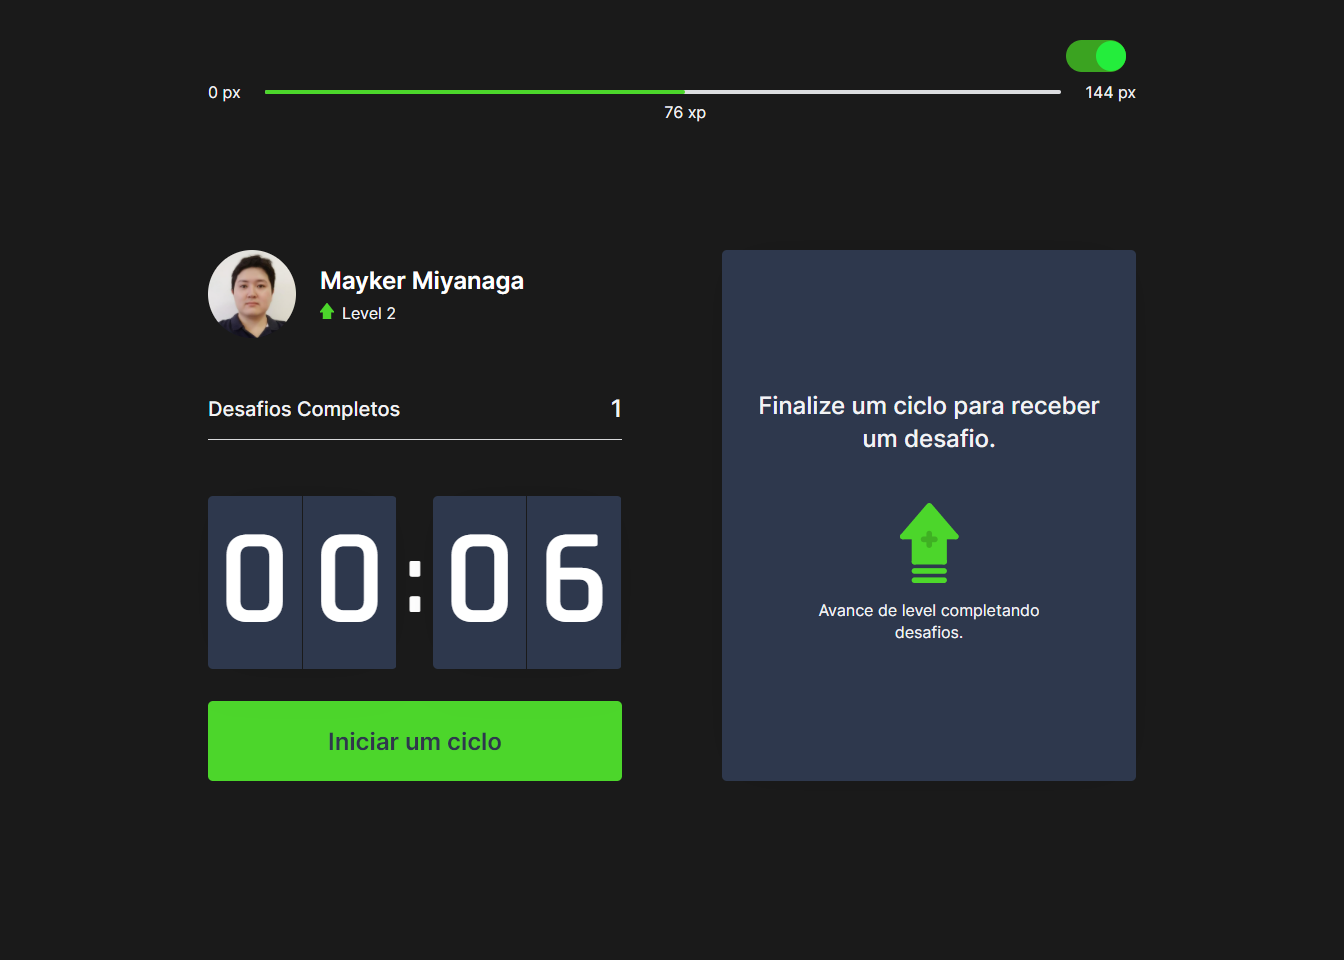 0 px
144 px
76 xp
Mayker Miyanaga
Level 2
Desafios Completos 1
00:06
Iniciar um ciclo
Finalize um ciclo para receber
um desafio.
Avance de level completando
desafios.